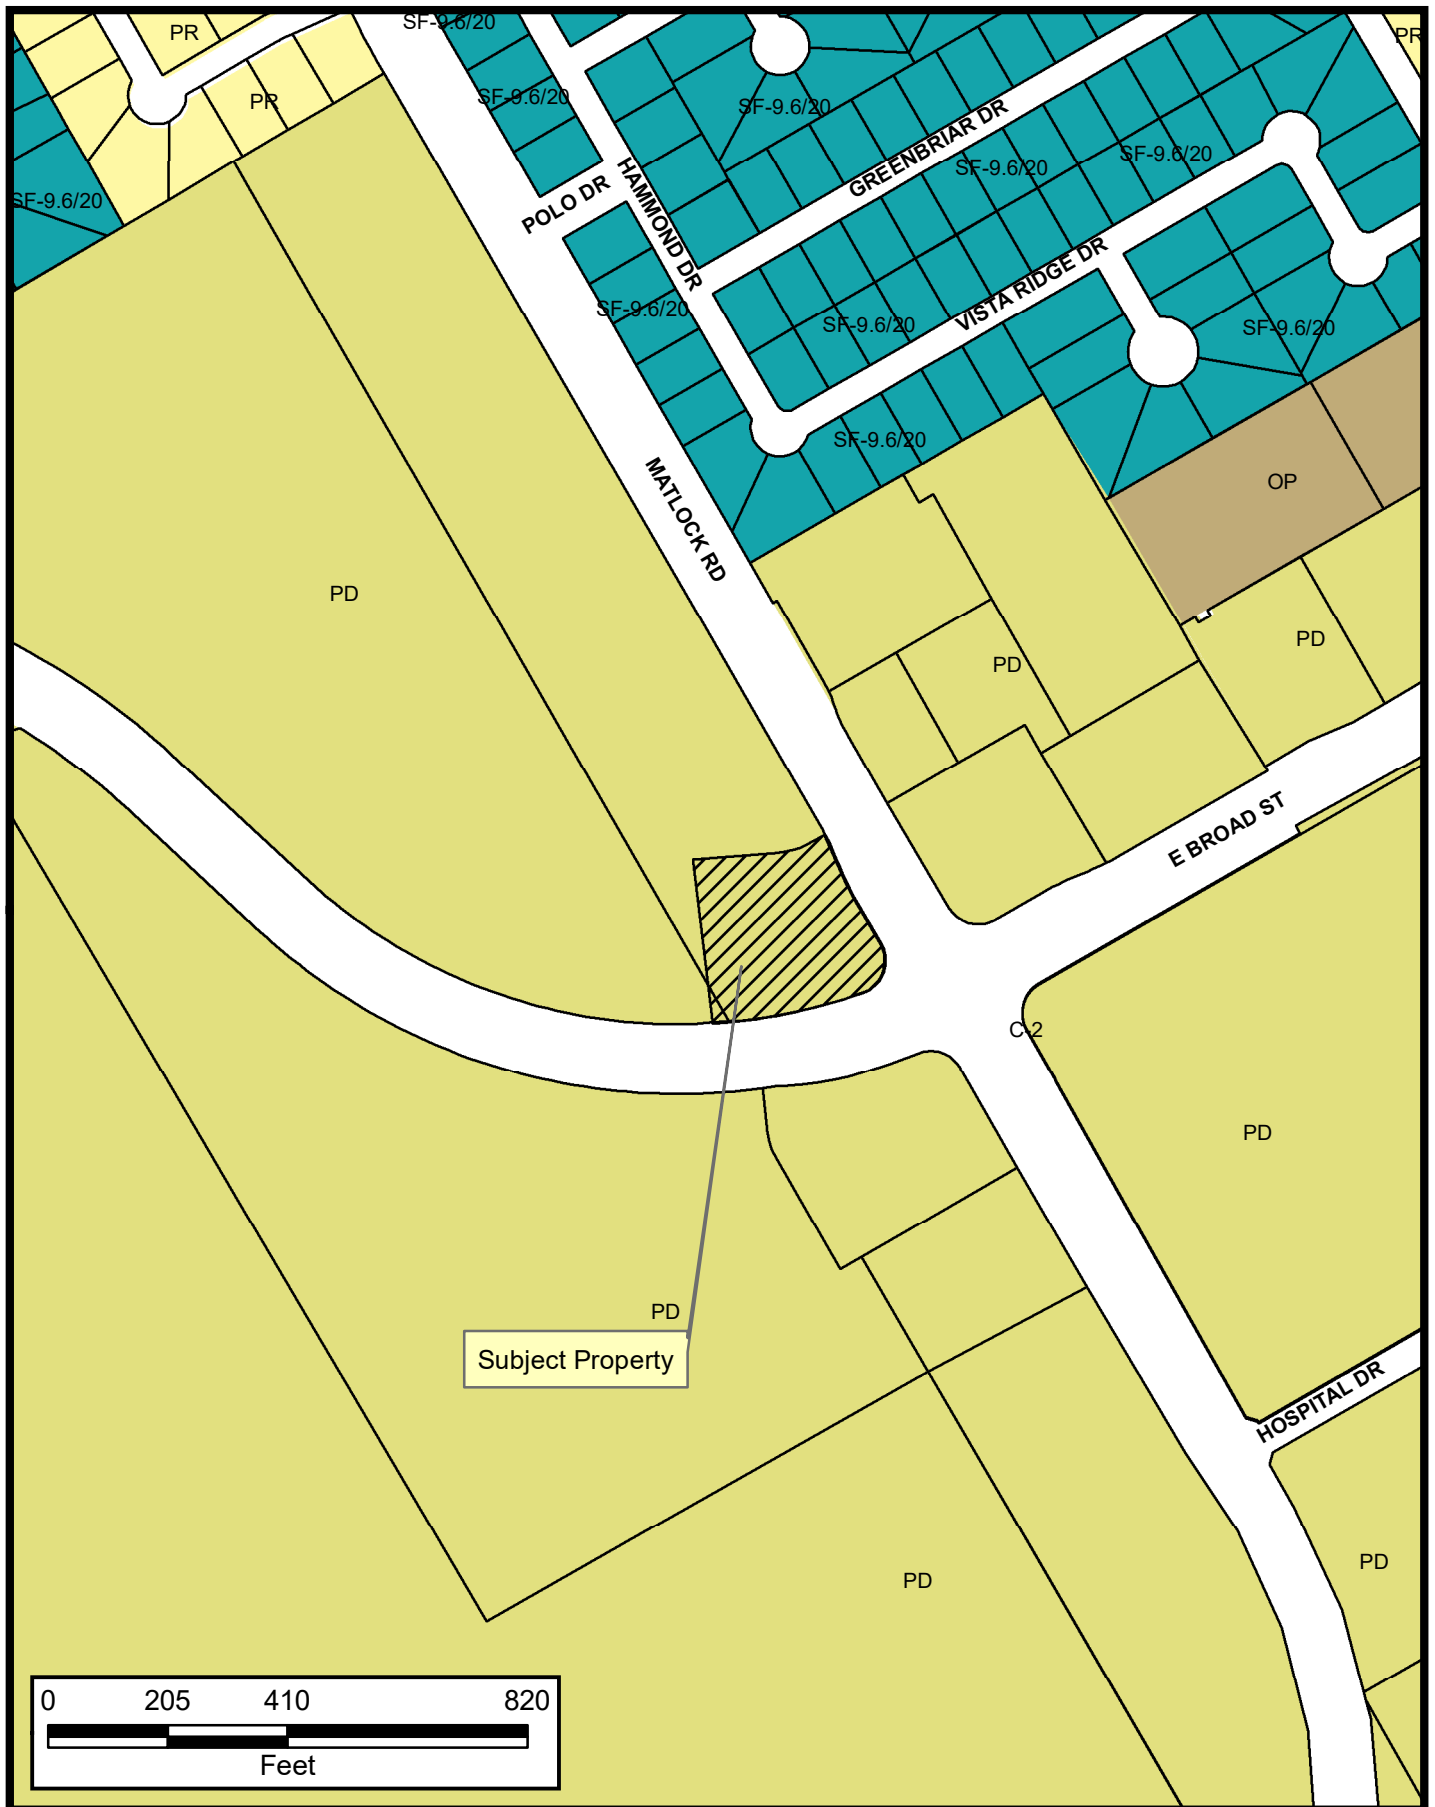 SF-9.6/20
PR
PR
SF-9.6/20
PR
SF-9.6/20
GREENBRIAR DR
SF-9.6/20
SF-9.6/20
SF-9.6/20
POLO DR
HAMMOND DR
VISTA RIDGE DR
SF-9.6/20
SF-9.6/20
SF-9.6/20
SF-9.6/20
OP
MATLOCK RD
PD
PD
PD
E BROAD ST
C-2
PD
PD
Subject Property
HOSPITAL DR
PD
PD
0 205 410 820
Feet